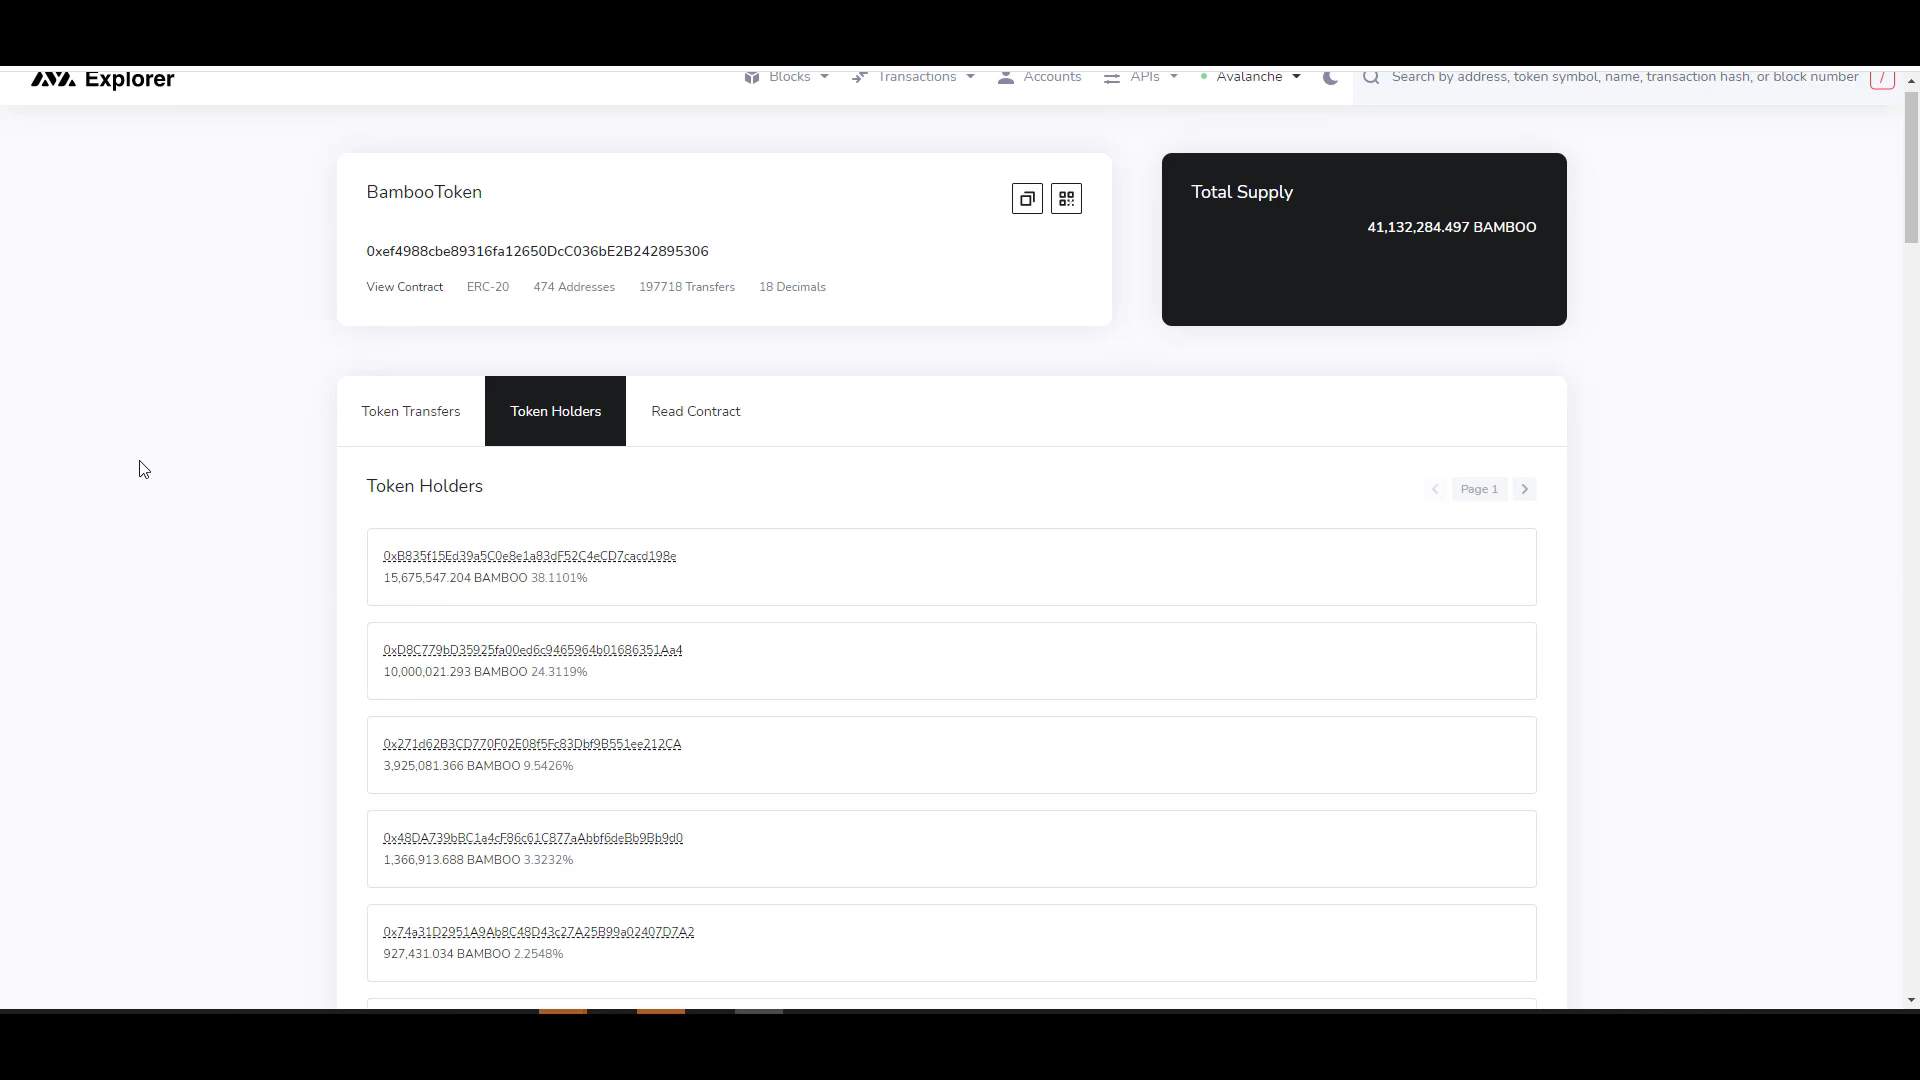 AVA Explorer
Blocks Transactions Accounts APIs Avalanche Search by address, token symbol, name, transaction hash, or block number /
BambooToken
0xef4988cbe89316fa12650DcC036bE2B242895306
View Contract ERC-20 474 Addresses 197718 Transfers 18 Decimals
Total Supply
41,132,284.497 BAMBOO
Token Transfers Token Holders Read Contract
Token Holders
Page 1
0xB835f15Ed39a5C0e8e1a83dF52C4eCD7cacd198e
15,675,547.204 BAMBOO 38.1101%
0xD8C779bD35925fa00ed6c9465964b01686351Aa4
10,000,021.293 BAMBOO 24.3119%
0x271d62B3CD770F02E08f5Fc83Dbf9B551ee212CA
3,925,081.366 BAMBOO 9.5426%
0x48DA739bBC1a4cF86c61C877aAbbf6deBb9Bb9d0
1,366,913.688 BAMBOO 3.3232%
0x74a31D2951A9Ab8C48D43c27A25B99a02407D7A2
927,431.034 BAMBOO 2.2548%